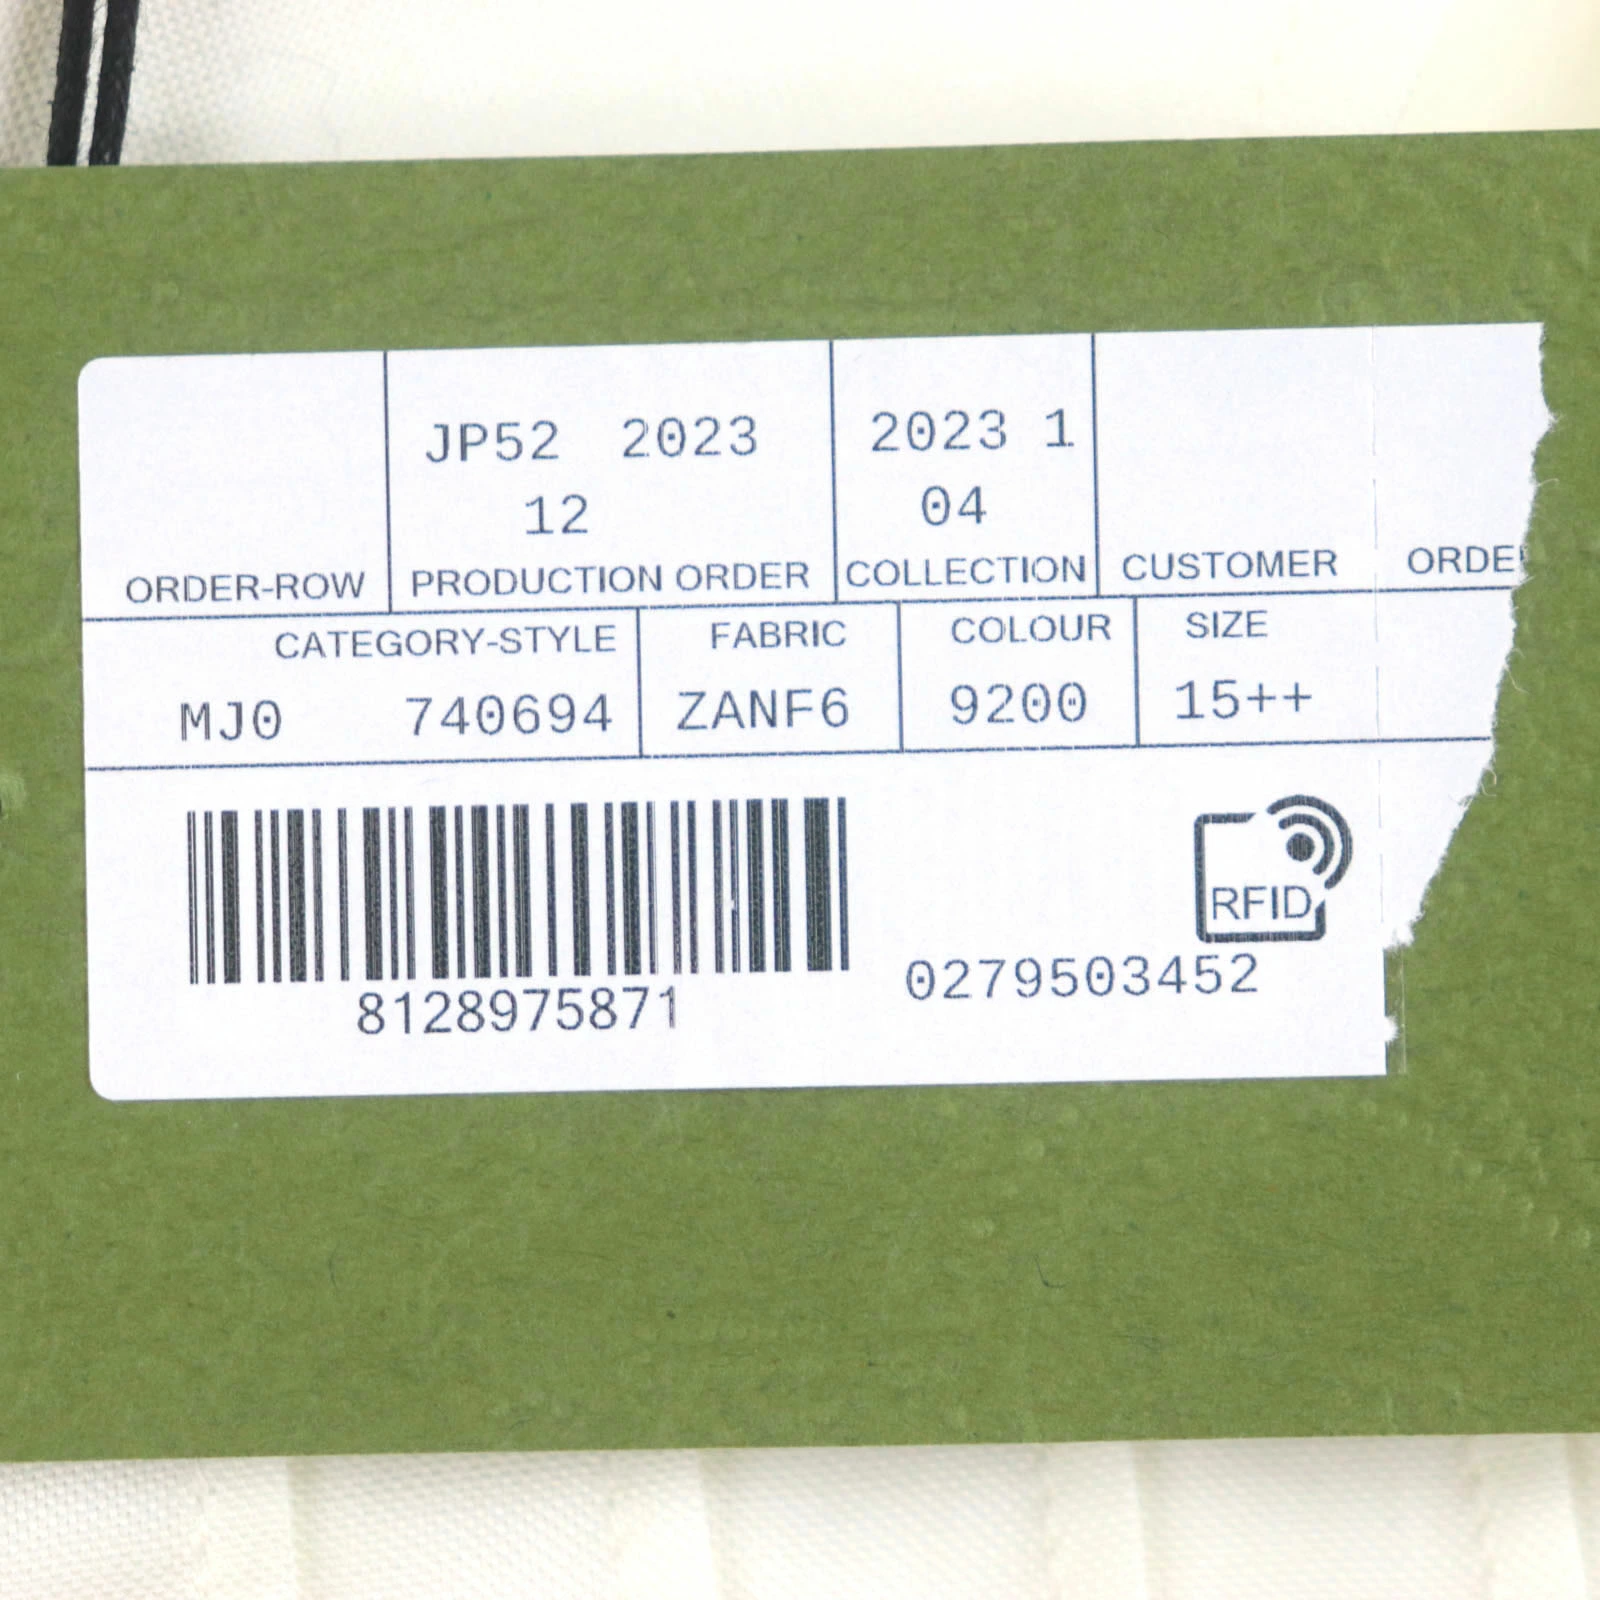 JP52 2023 2023 1
12 04
ORDER-ROW PRODUCTION ORDER COLLECTION CUSTOMER ORDE
CATEGORY-STYLE FABRIC COLOUR SIZE
MJ0 740694 ZANF6 9200 15++
RFID
8128975871 0279503452